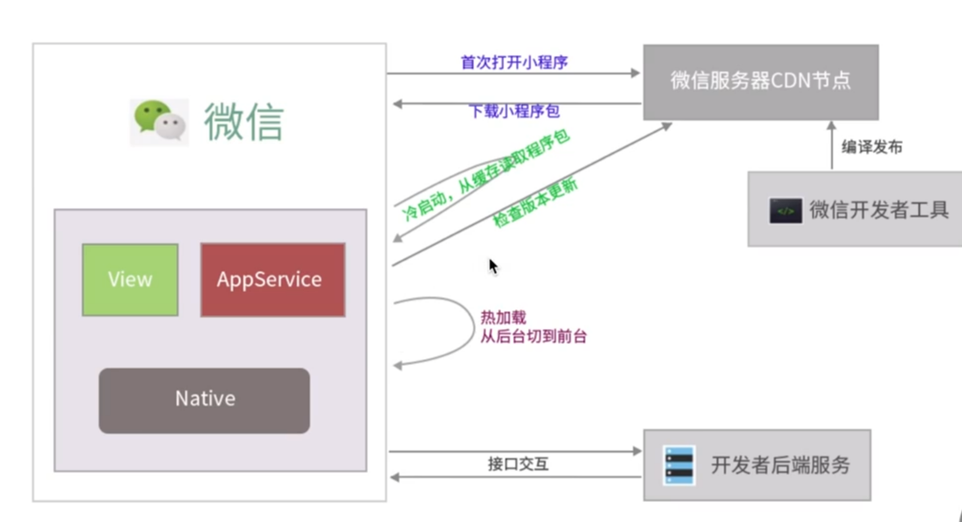 首次打开小程序
微信服务器CDN节点
下载小程序包
微信
编译发布
冷启动，从缓存读取程序包
检查版本更新
</> 微信开发者工具
View
AppService
热加载
从后台切到前台
Native
接口交互
开发者后端服务